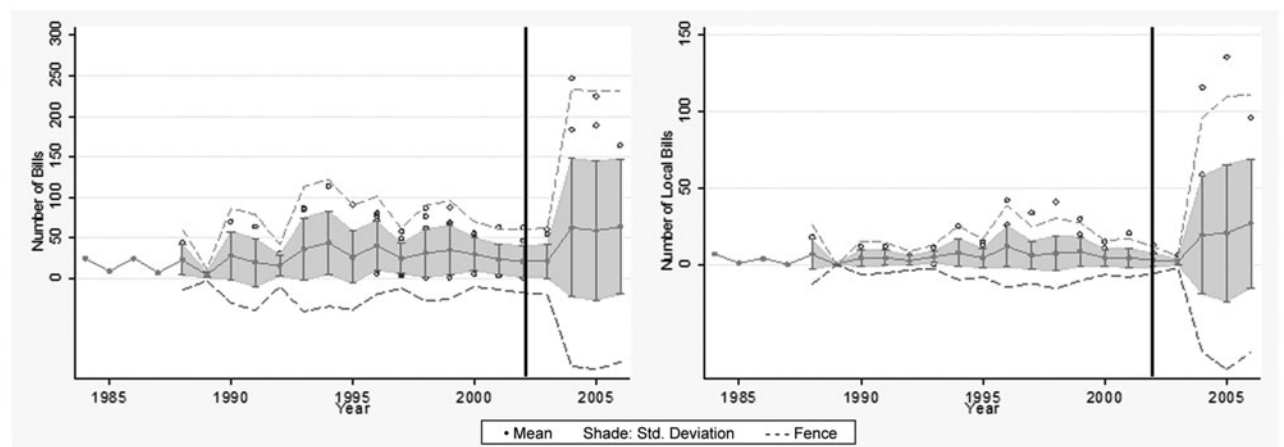 Number of Bills
300
250
200
150
100
50
0
1985 1990 1995 2000 2005
Year
Number of Local Bills
150
100
50
0
1985 1990 1995 2000 2005
Year
• Mean Shade: Std. Deviation --- Fence